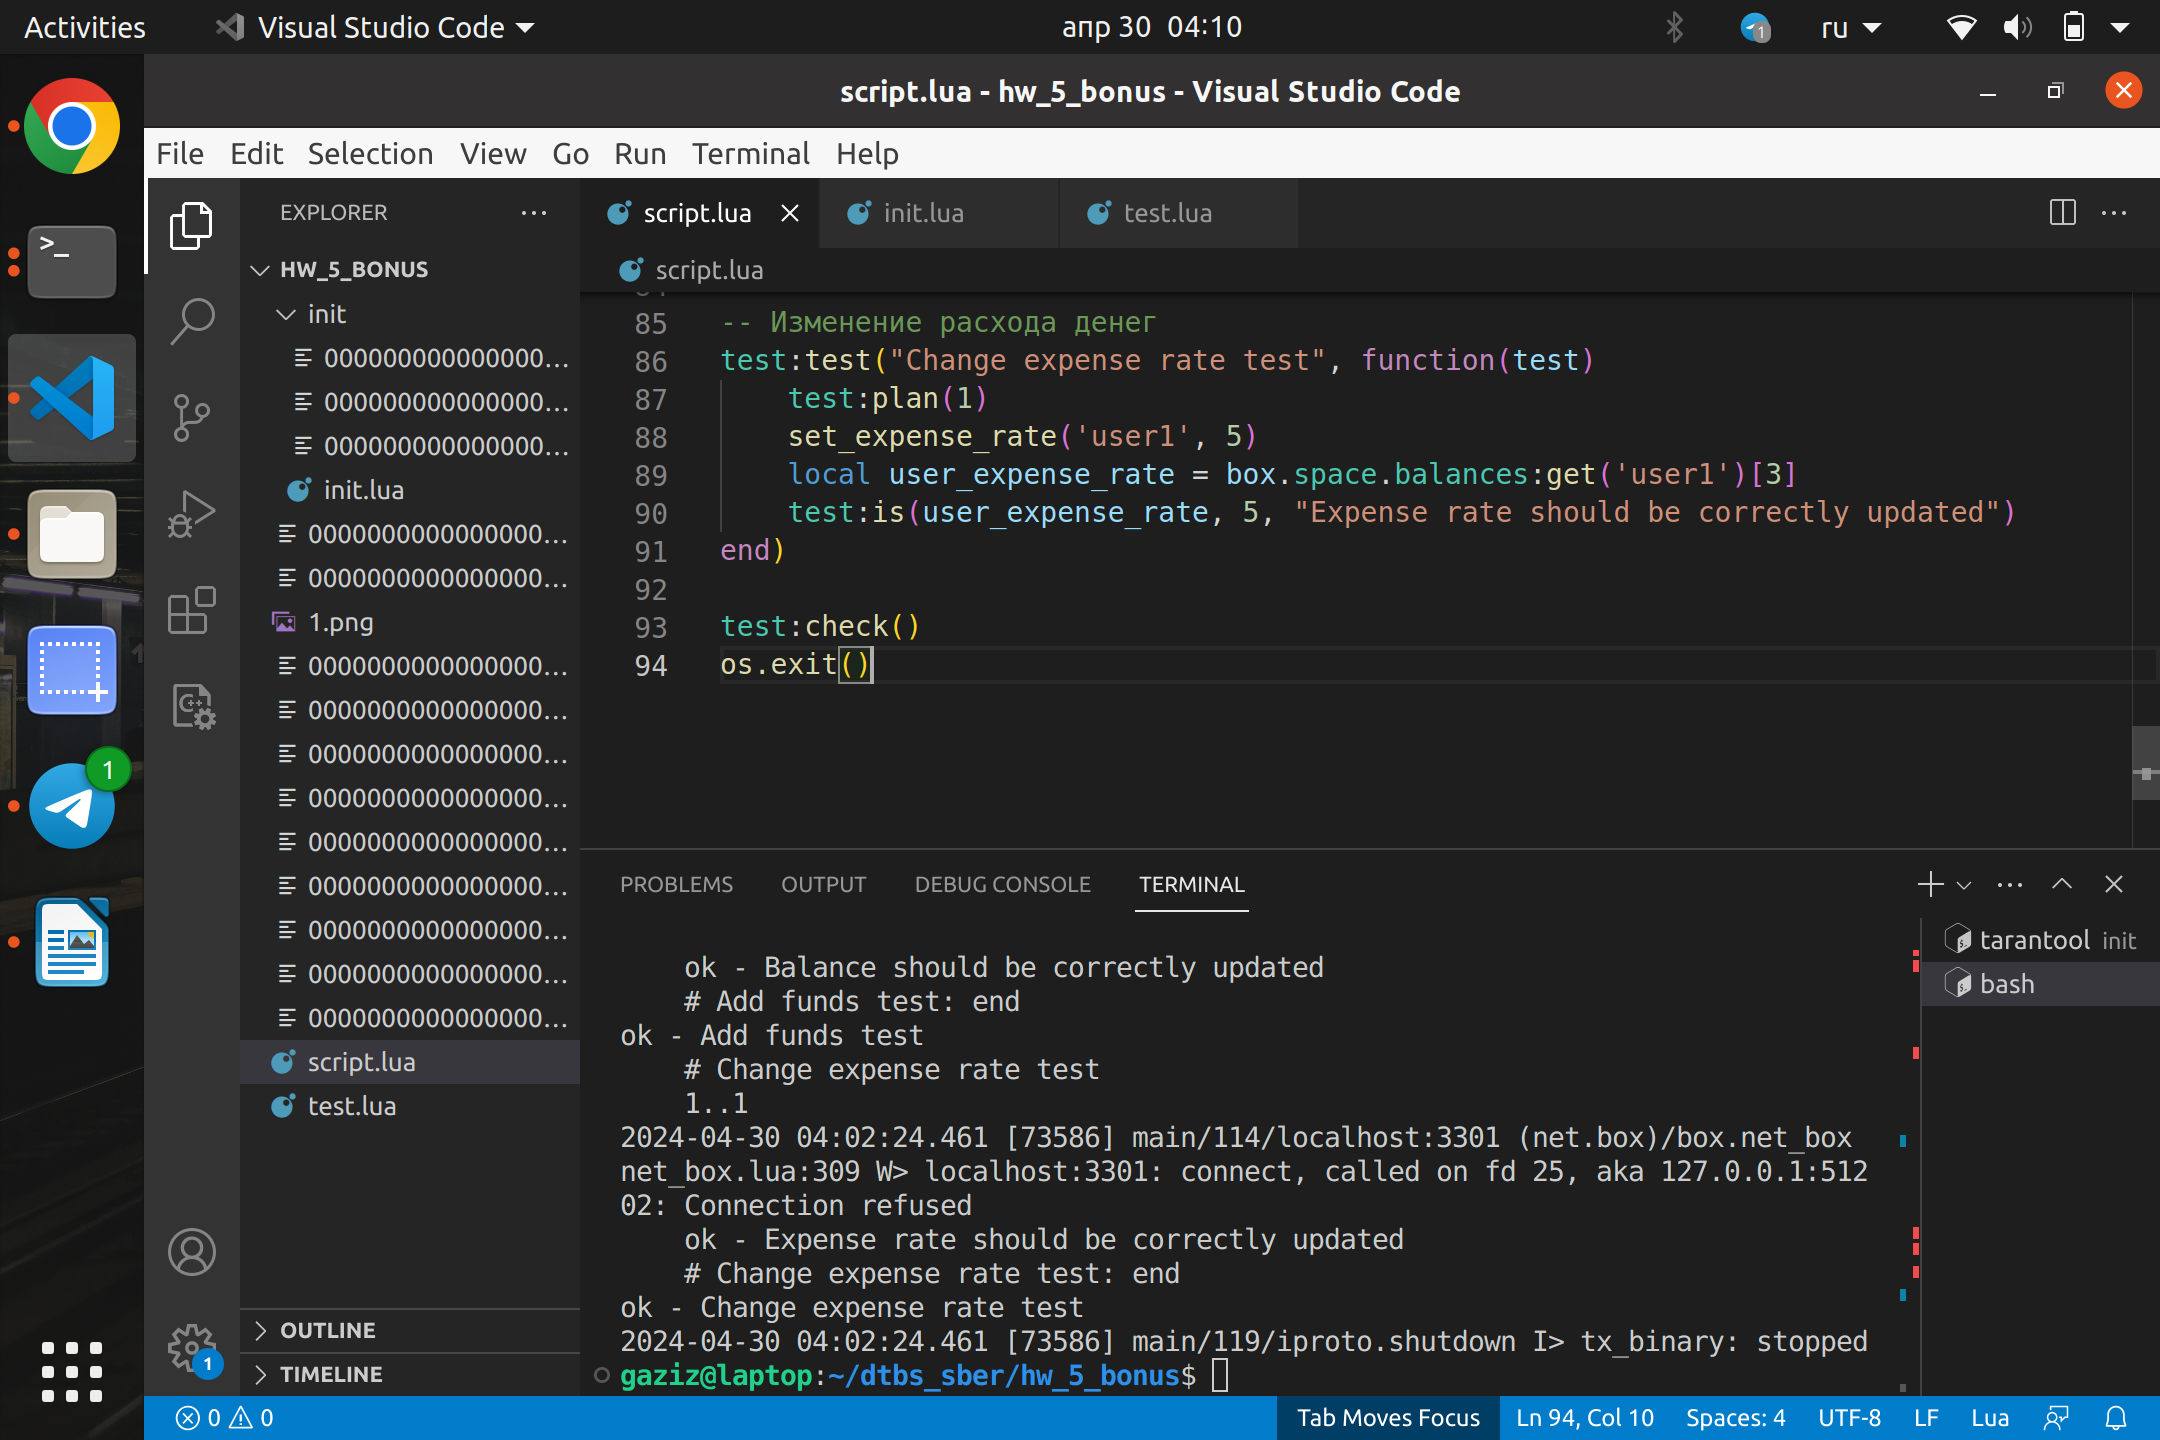 Activities
Visual Studio Code
апр 30 04:10
1
ru
script.lua - hw_5_bonus - Visual Studio Code
File Edit Selection View Go Run Terminal Help
EXPLORER
HW_5_BONUS
init
000000000000000...
000000000000000...
000000000000000...
init.lua
0000000000000000...
0000000000000000...
1.png
0000000000000000...
0000000000000000...
0000000000000000...
0000000000000000...
0000000000000000...
0000000000000000...
0000000000000000...
0000000000000000...
0000000000000000...
script.lua
test.lua
OUTLINE
TIMELINE
1
1
script.lua
init.lua
test.lua
script.lua
85 -- Изменение расхода денег
86 test:test("Change expense rate test", function(test)
87 test:plan(1)
88 set_expense_rate('user1', 5)
89 local user_expense_rate = box.space.balances:get('user1')[3]
90 test:is(user_expense_rate, 5, "Expense rate should be correctly updated")
91 end)
92
93 test:check()
94 os.exit()
PROBLEMS OUTPUT DEBUG CONSOLE TERMINAL
ok - Balance should be correctly updated
# Add funds test: end
ok - Add funds test
# Change expense rate test
1..1
2024-04-30 04:02:24.461 [73586] main/114/localhost:3301 (net.box)/box.net_box
net_box.lua:309 W> localhost:3301: connect, called on fd 25, aka 127.0.0.1:512
02: Connection refused
ok - Expense rate should be correctly updated
# Change expense rate test: end
ok - Change expense rate test
2024-04-30 04:02:24.461 [73586] main/119/iproto.shutdown I> tx_binary: stopped
gaziz@laptop:~/dtbs_sber/hw_5_bonus$
tarantool init
bash
0 0
Tab Moves Focus
Ln 94, Col 10
Spaces: 4
UTF-8
LF
Lua